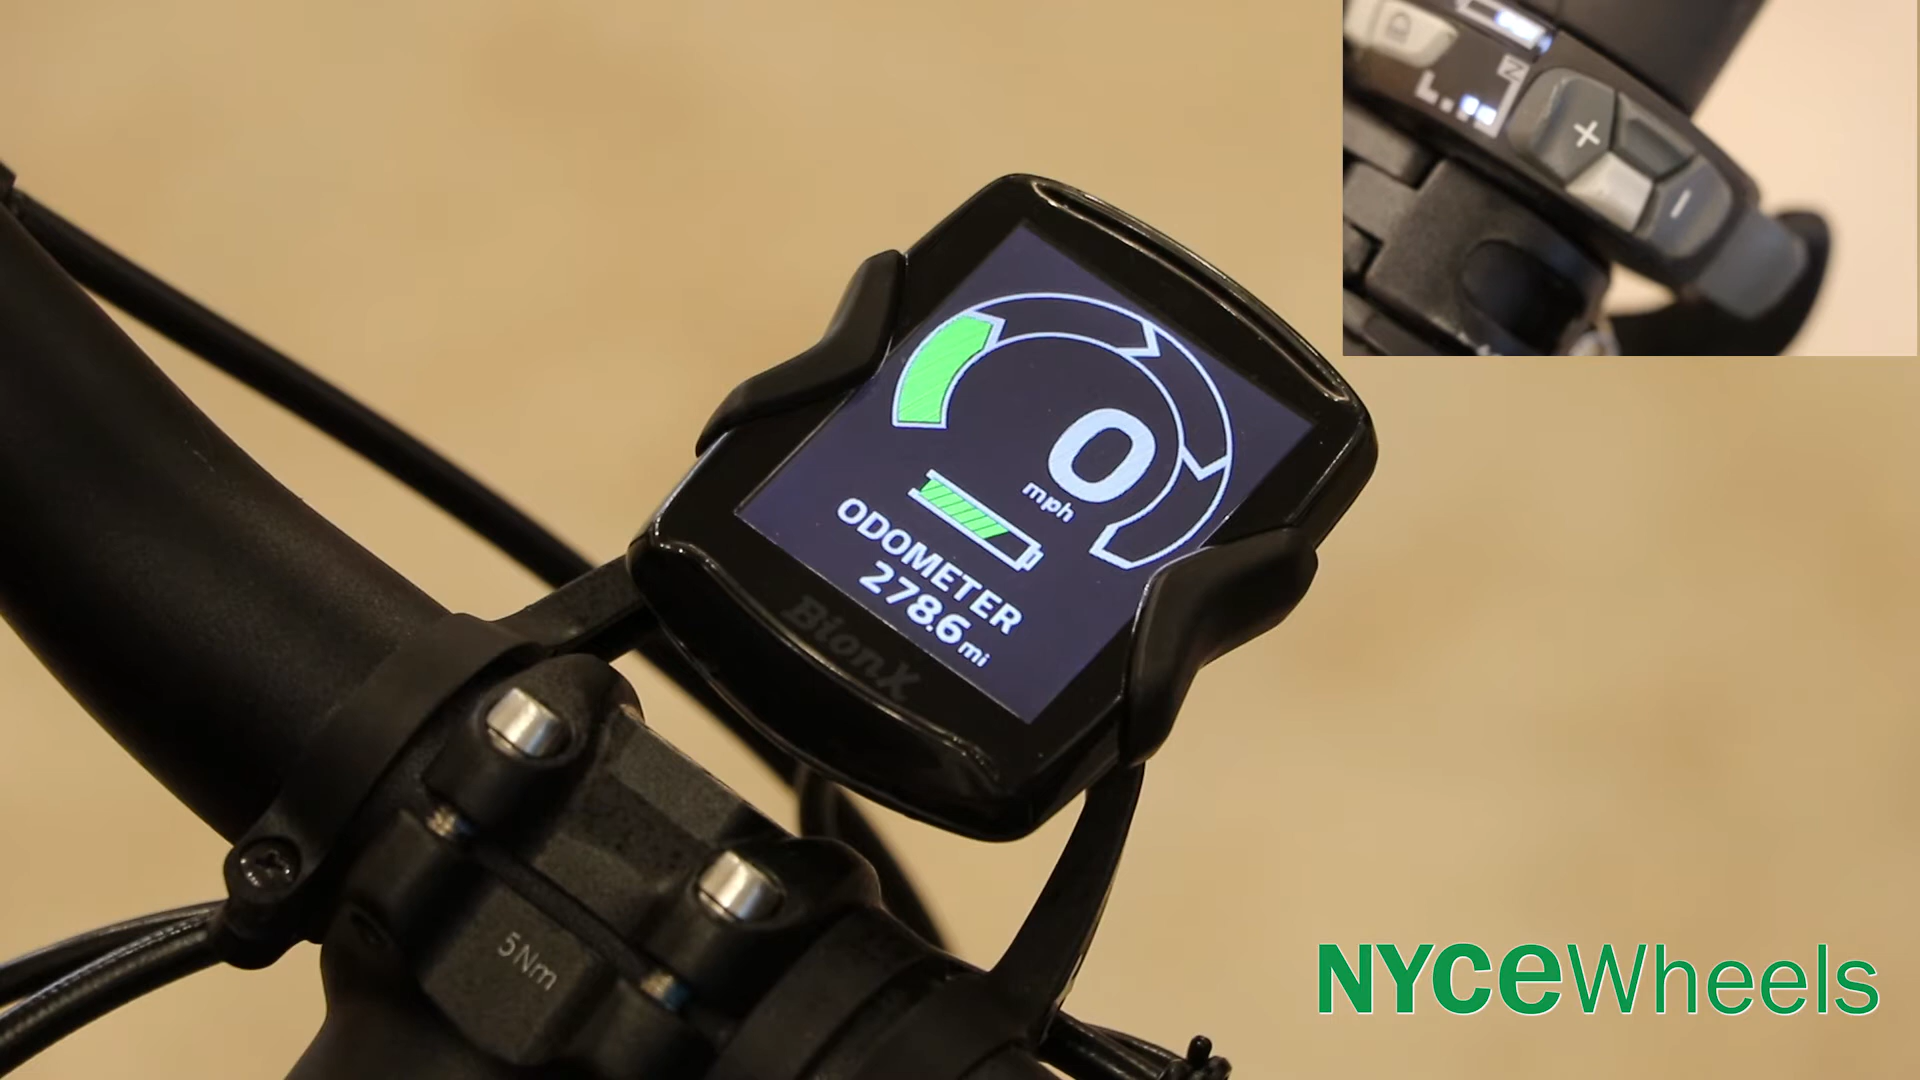 +
-
0
mph
ODOMETER
278.6 mi
BionX
5Nm
NYCeWheels